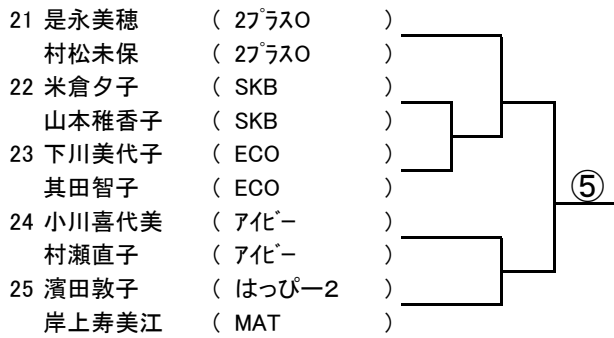 21 是永美穂 ( 2プラスO )
村松未保 ( 2プラスO )
22 米倉夕子 ( SKB )
山本稚香子 ( SKB )
23 下川美代子 ( ECO )
其田智子 ( ECO )
⑤
24 小川喜代美 ( アイビー )
村瀬直子 ( アイビー )
25 濱田敦子 ( はっぴー2 )
岸上寿美江 ( MAT )